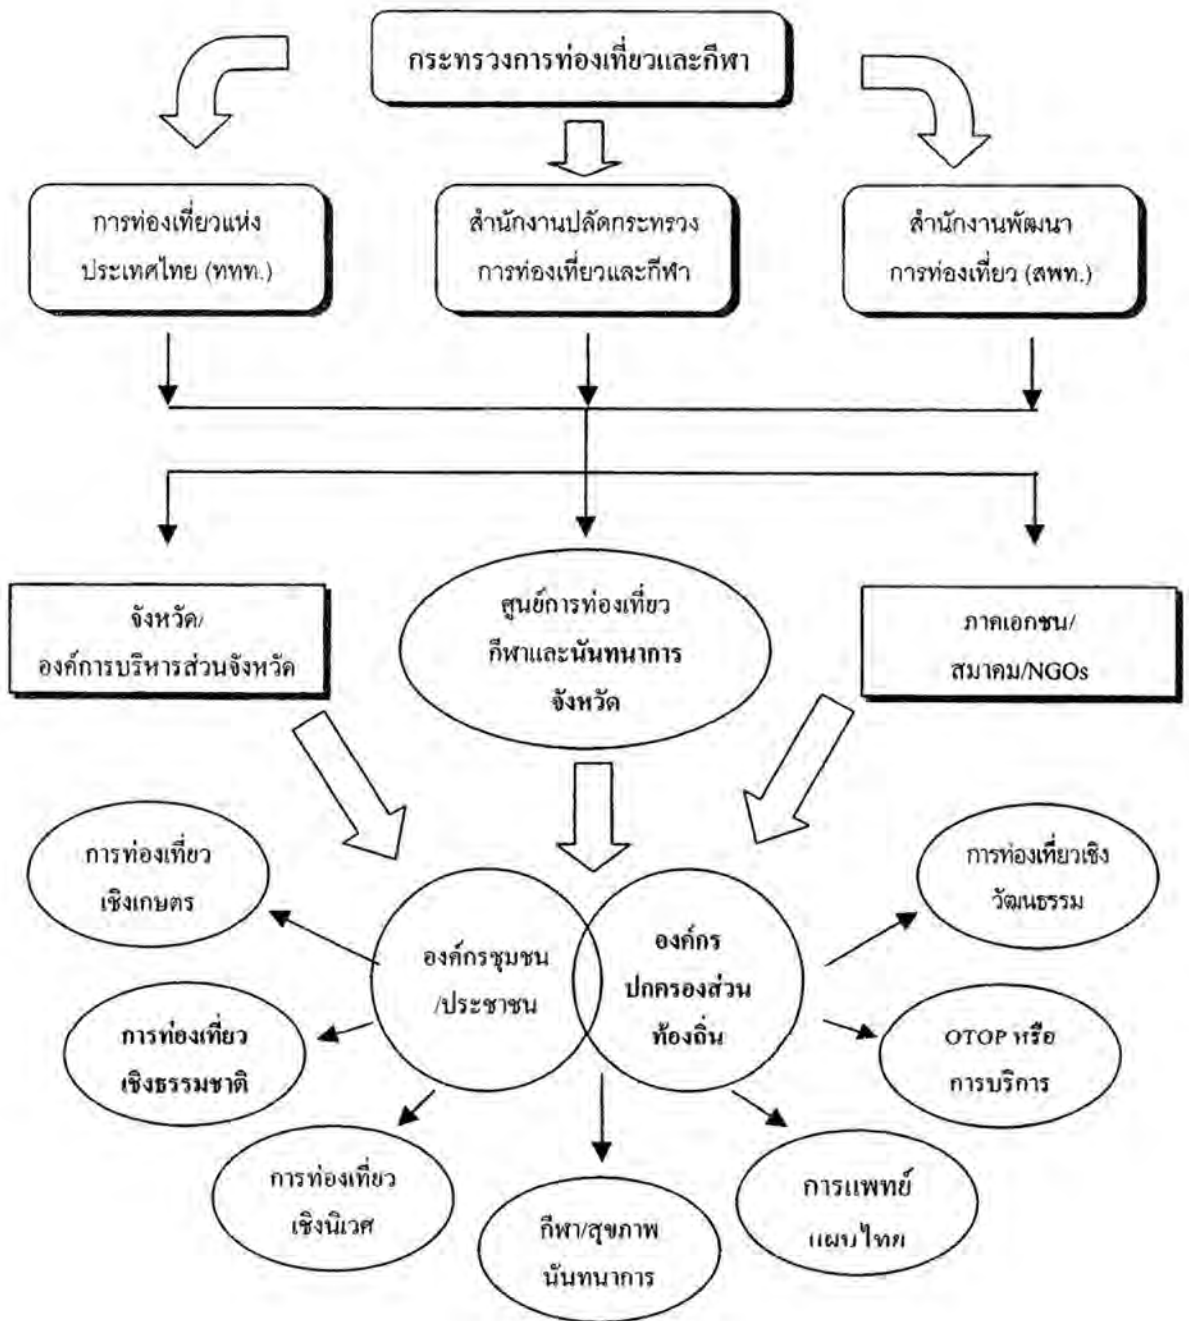 กระทรวงการท่องเที่ยวและกีฬา
การท่องเที่ยวแห่ง
ประเทศไทย (ททท.)
สำนักงานปลัดกระทรวง
การท่องเที่ยวและกีฬา
สำนักงานพัฒนา
การท่องเที่ยว (สพท.)
จังหวัด/
องค์การบริหารส่วนจังหวัด
ศูนย์การท่องเที่ยว
กีฬาและนันทนาการ
จังหวัด
ภาคเอกชน/
สมาคม/NGOs
การท่องเที่ยว
เชิงเกษตร
การท่องเที่ยวเชิง
วัฒนธรรม
องค์กรชุมชน
/ประชาชน
องค์กร
ปกครองส่วน
ท้องถิ่น
การท่องเที่ยว
เชิงธรรมชาติ
OTOP หรือ
การบริการ
การท่องเที่ยว
เชิงนิเวศ
กีฬา/สุขภาพ
นันทนาการ
การแพทย์
แผนไทย